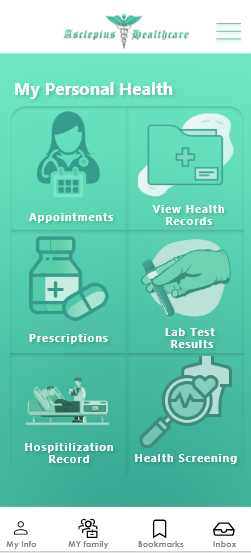 Asclepius Healthcare
My Personal Health
Appointments
View Health
Records
Prescriptions
Lab Test
Results
Hospitilization
Record
Health Screening
My Info
MY family
Bookmarks
Inbox